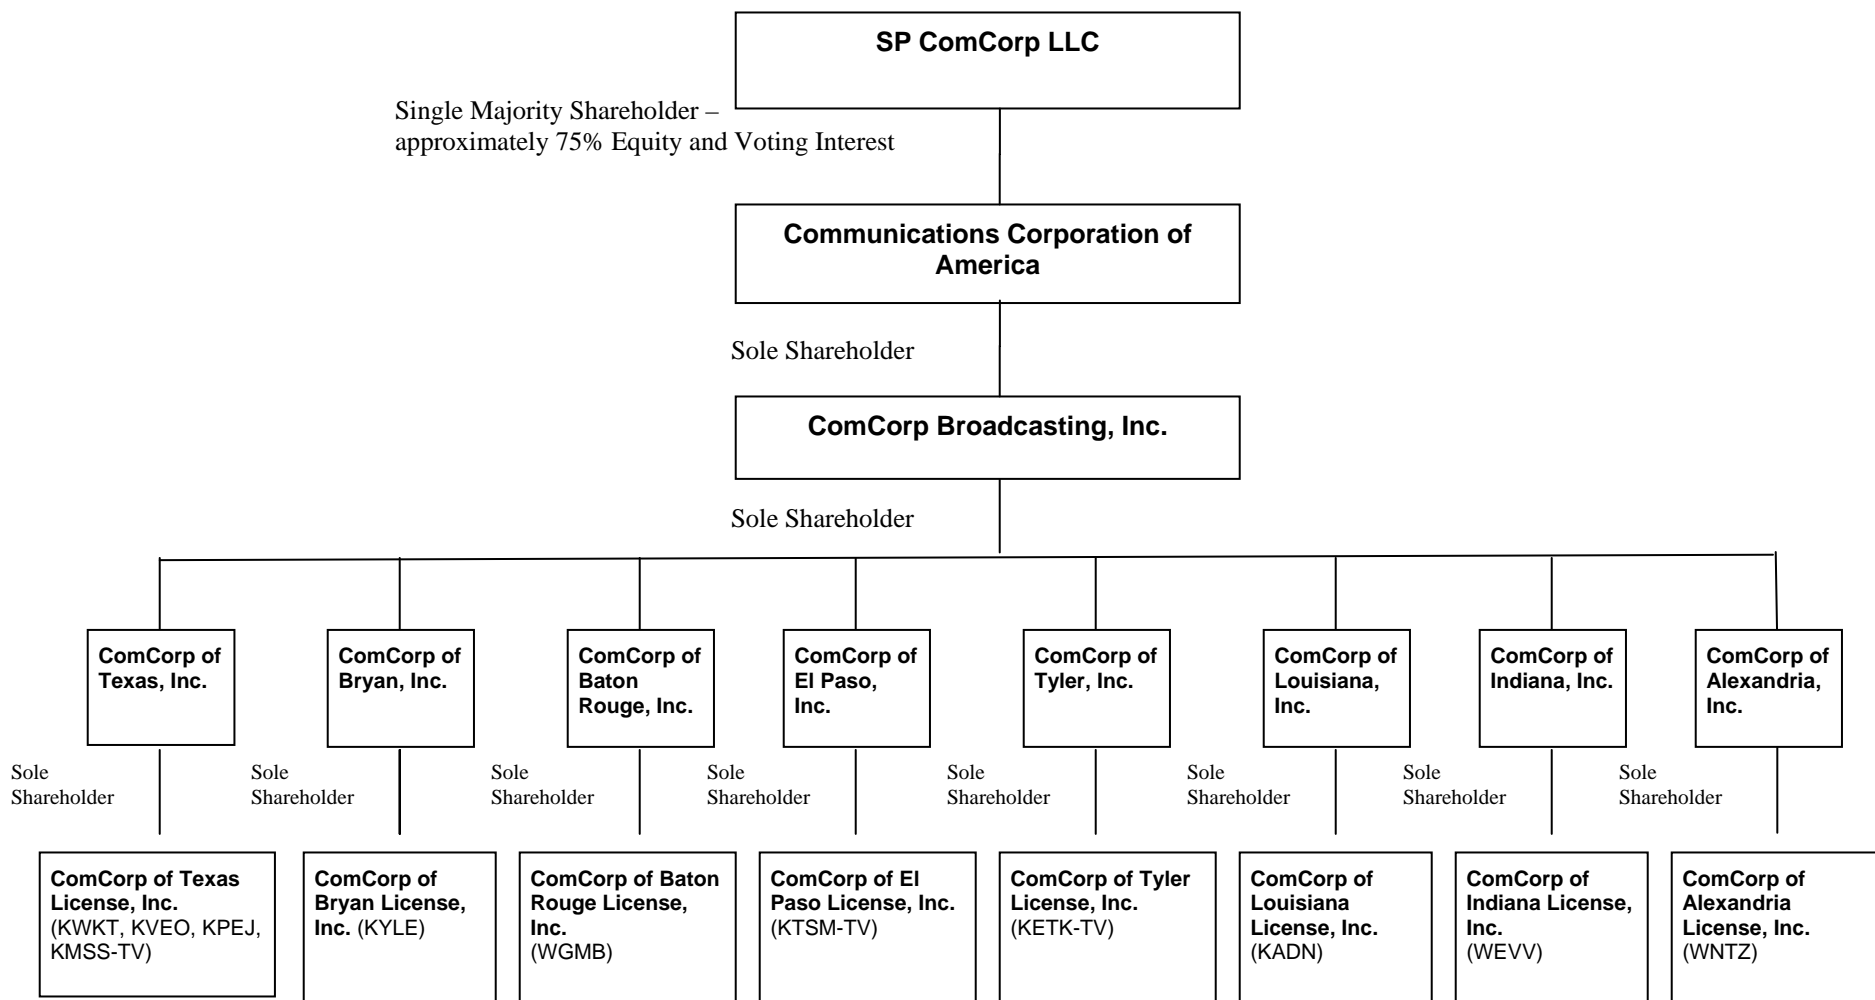 SP ComCorp LLC
Single Majority Shareholder –
approximately 75% Equity and Voting Interest
Communications Corporation of
America
Sole Shareholder
ComCorp Broadcasting, Inc.
Sole Shareholder
ComCorp of
Texas, Inc.
ComCorp of
Bryan, Inc.
ComCorp of
Baton
Rouge, Inc.
ComCorp of
El Paso,
Inc.
ComCorp of
Tyler, Inc.
ComCorp of
Louisiana,
Inc.
ComCorp of
Indiana, Inc.
ComCorp of
Alexandria,
Inc.
Sole
Shareholder
Sole
Shareholder
Sole
Shareholder
Sole
Shareholder
Sole
Shareholder
Sole
Shareholder
Sole
Shareholder
Sole
Shareholder
ComCorp of Texas
License, Inc.
(KWKT, KVEO, KPEJ,
KMSS-TV)
ComCorp of
Bryan License,
Inc. (KYLE)
ComCorp of Baton
Rouge License,
Inc.
(WGMB)
ComCorp of El
Paso License, Inc.
(KTSM-TV)
ComCorp of Tyler
License, Inc.
(KETK-TV)
ComCorp of
Louisiana
License, Inc.
(KADN)
ComCorp of
Indiana License,
Inc.
(WEVV)
ComCorp of
Alexandria
License, Inc.
(WNTZ)